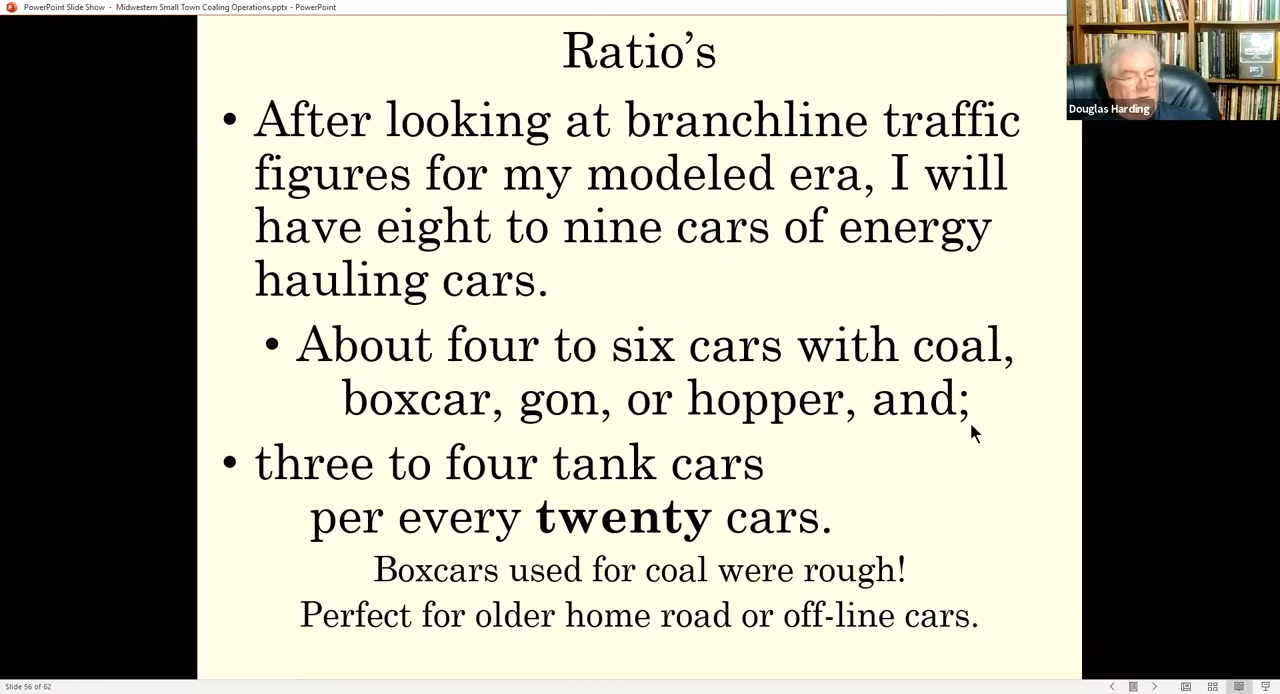 PowerPoint Slide Show - Midwestern Small Town Coaling Operations.pptx - PowerPoint
Ratio’s
• After looking at branchline traffic
figures for my modeled era, I will
have eight to nine cars of energy
hauling cars.
• About four to six cars with coal,
boxcar, gon, or hopper, and;
• three to four tank cars
per every twenty cars.
Boxcars used for coal were rough!
Perfect for older home road or off-line cars.
Douglas Harding
Slide 56 of 62